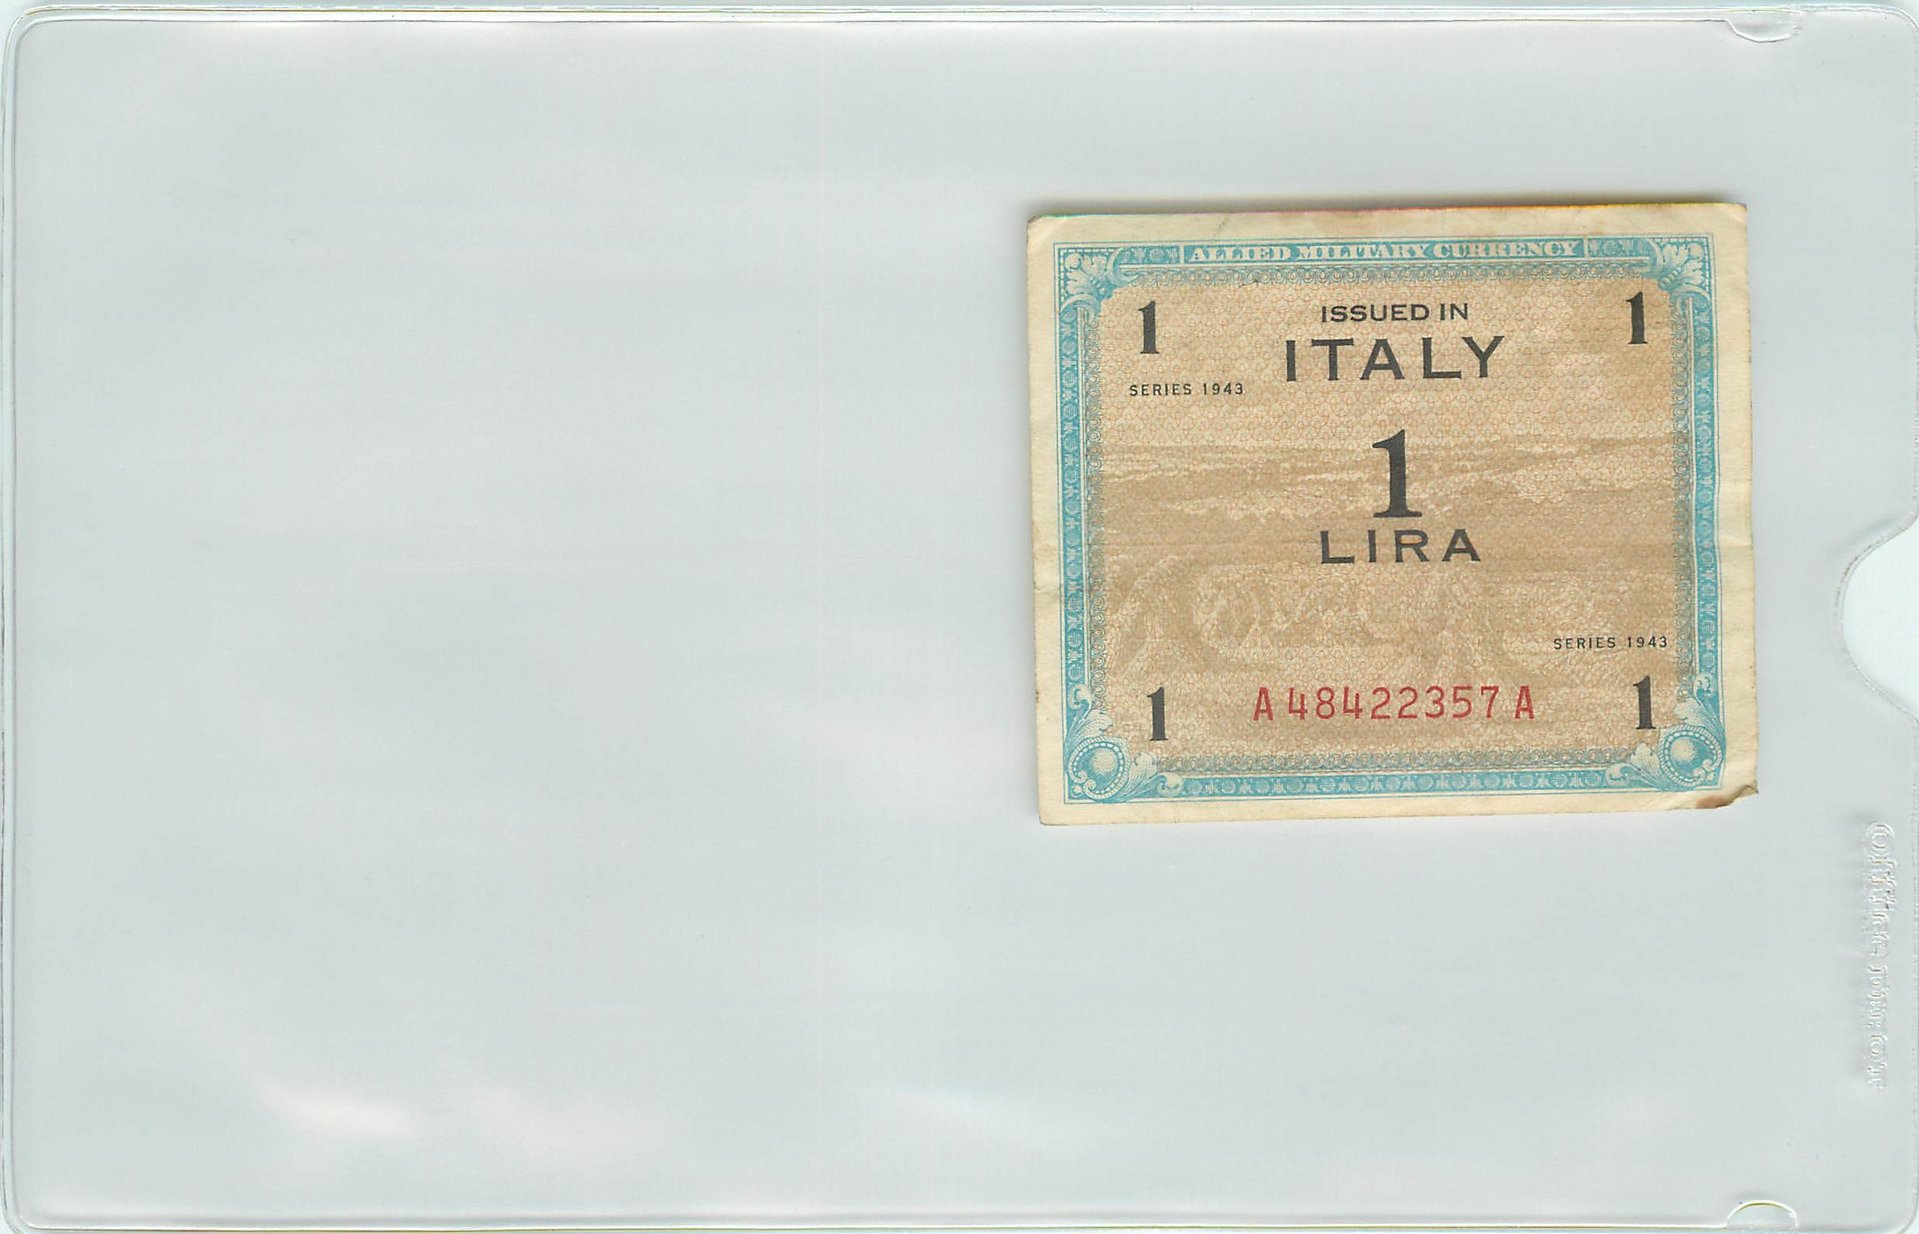 ALLIED MILITARY CURRENCY
1 ISSUED IN 1
ITALY
SERIES 1943
1
LIRA
SERIES 1943
1 A48422357A 1